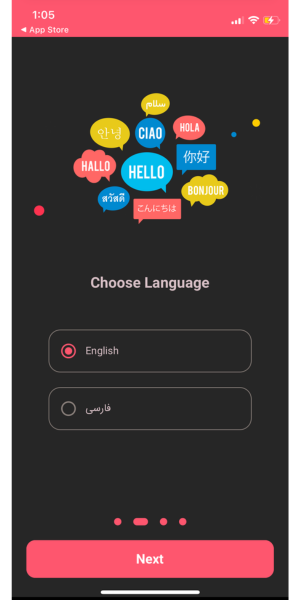 1:05
◀ App Store
سلام
안녕
CIAO
HOLA
HALLO
HELLO
你好
สวัสดี
こんにちは
BONJOUR
Choose Language
English
فارسی
Next